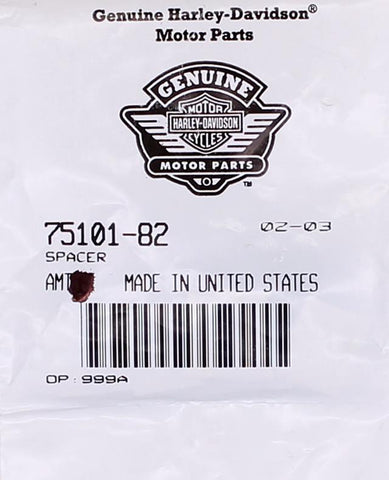 Genuine Harley-Davidson®
Motor Parts
GENUINE
MOTOR
HARLEY-DAVIDSON
CYCLES
MOTOR PARTS
™
75101-82 02-03
SPACER
AMT MADE IN UNITED STATES
OP:999A